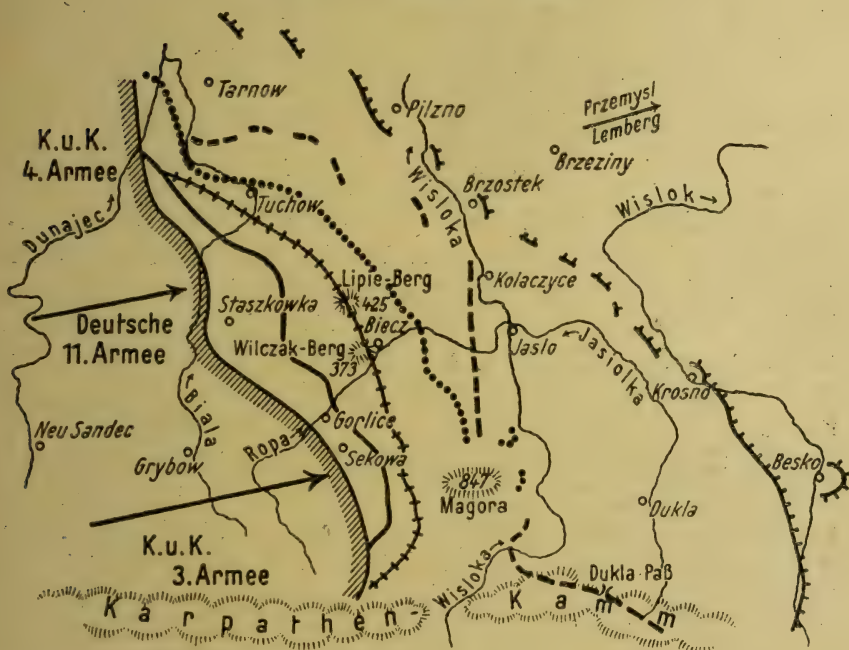 Tarnow
Pilzno
Przemysl
Lemberg
K.u.K.
4. Armee
Brzeziny
Wisloka
Brzostek
Wislok
Tuchow
Dunajec
Lipie-Berg
425
Kolaczyce
Staszkowka
Deutsche
11. Armee
Biecz
Wilczak-Berg
373
Jaslo
Jasiolka
Krosno
Biala
Gorlice
Neu Sandec
Ropa
Sekowa
Grybow
Besko
847
Magora
Dukla
K.u.K.
3. Armee
Wisloka
Dukla-Paß
Karpathen Kamm